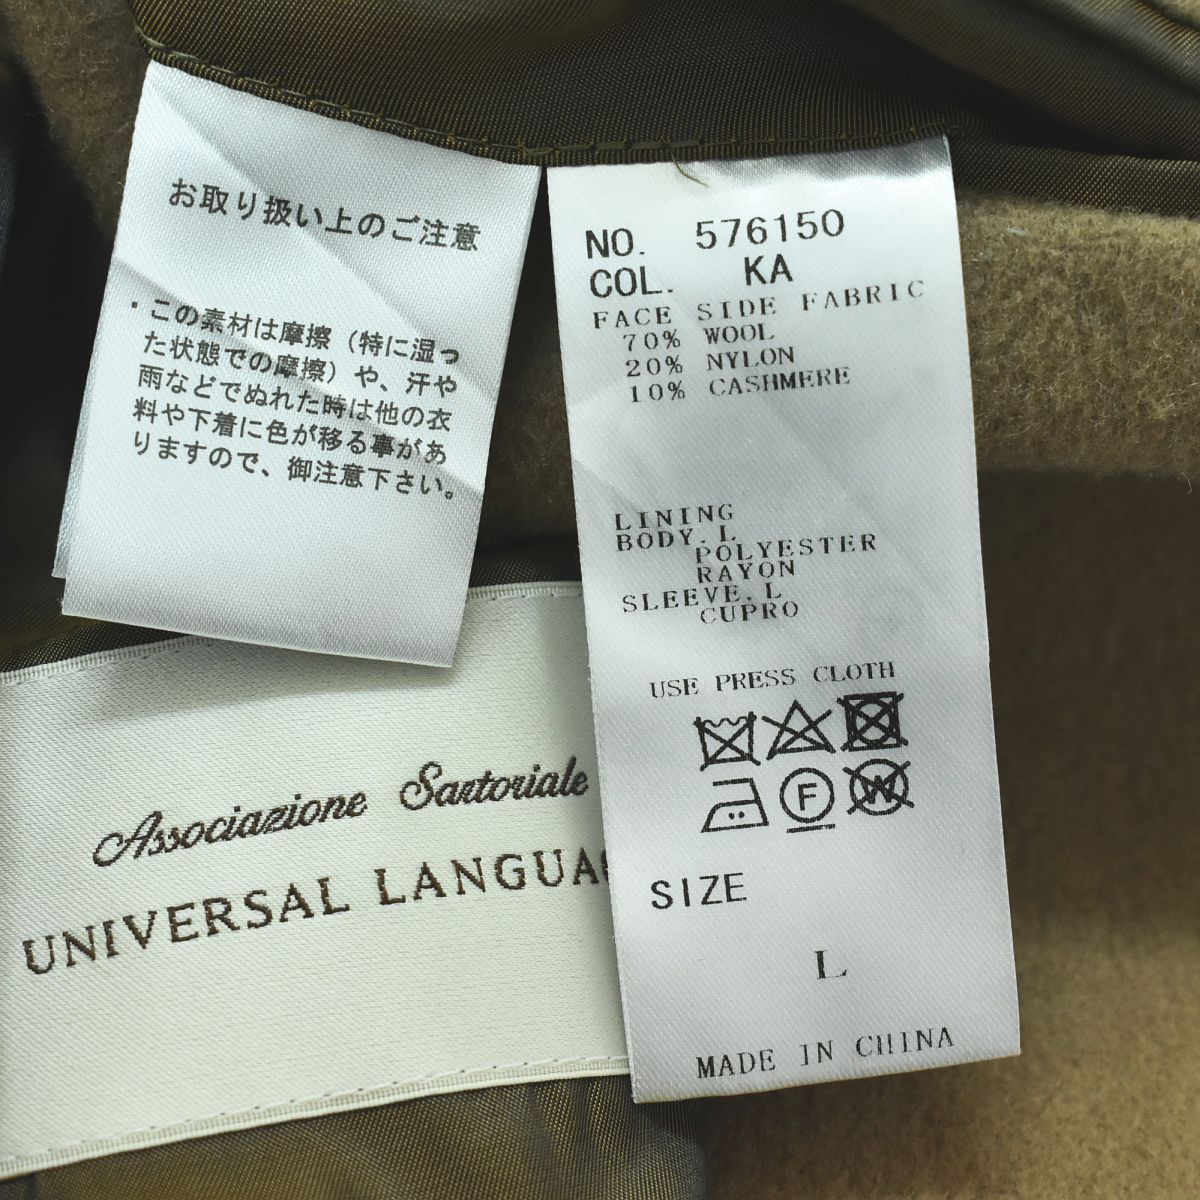 お取り扱い上のご注意
・この素材は摩擦（特に湿っ
た状態での摩擦）や、汗や
雨などでぬれた時は他の衣
料や下着に色が移る事があ
りますので、御注意下さい。
NO. 576150
COL. KA
FACE SIDE FABRIC
70% WOOL
20% NYLON
10% CASHMERE
LINING
BODY.L
POLYESTER
RAYON
SLEEVE.L
CUPRO
USE PRESS CLOTH
F W
SIZE
L
MADE IN CHINA
Associazione Sartoriale
UNIVERSAL LANGUAG